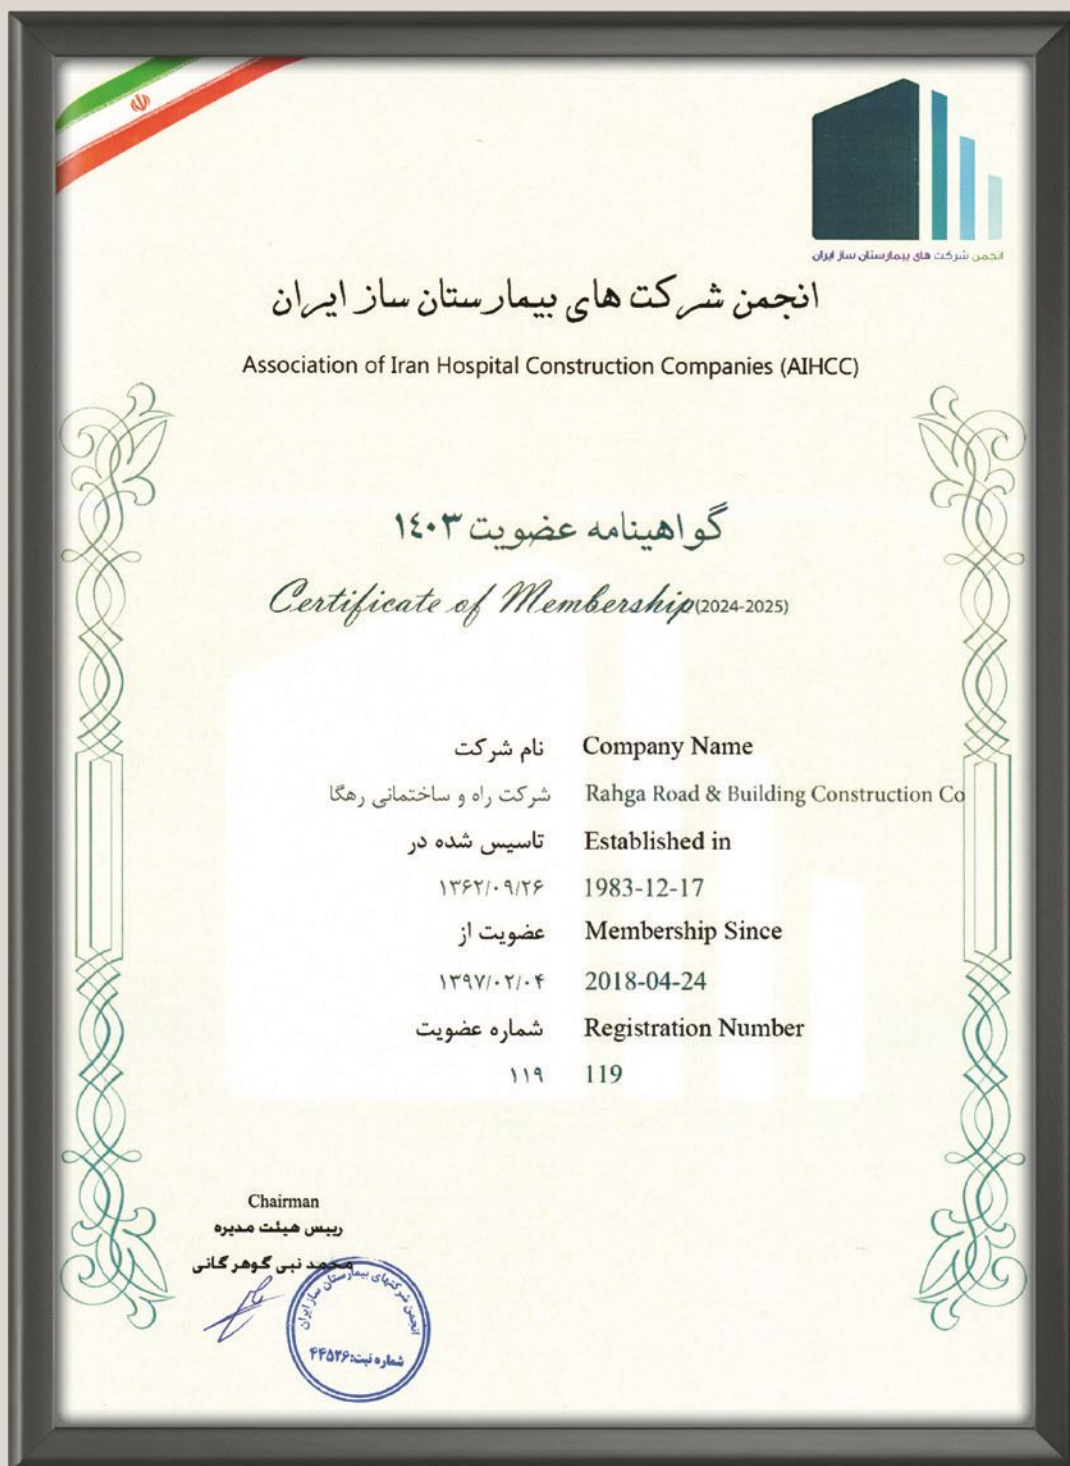 انجمن شرکت های بیمارستان ساز ایران
انجمن شرکت های بیمارستان ساز ایران
Association of Iran Hospital Construction Companies (AIHCC)
گواهینامه عضویت ۱٤۰۳
Certificate of Membership(2024-2025)
نام شرکت Company Name
شرکت راه و ساختمانی رهگا Rahga Road & Building Construction Co
تاسیس شده در Established in
۱۳۶۲/۰۹/۲۶ 1983-12-17
عضویت از Membership Since
۱۳۹۷/۰۲/۰۴ 2018-04-24
شماره عضویت Registration Number
۱۱۹ 119
Chairman
رییس هیئت مدیره
محمد نبی گوهرگانی
انجمن شرکتهای بیمارستان ساز ایران
شماره ثبت:۴۴۵۲۶